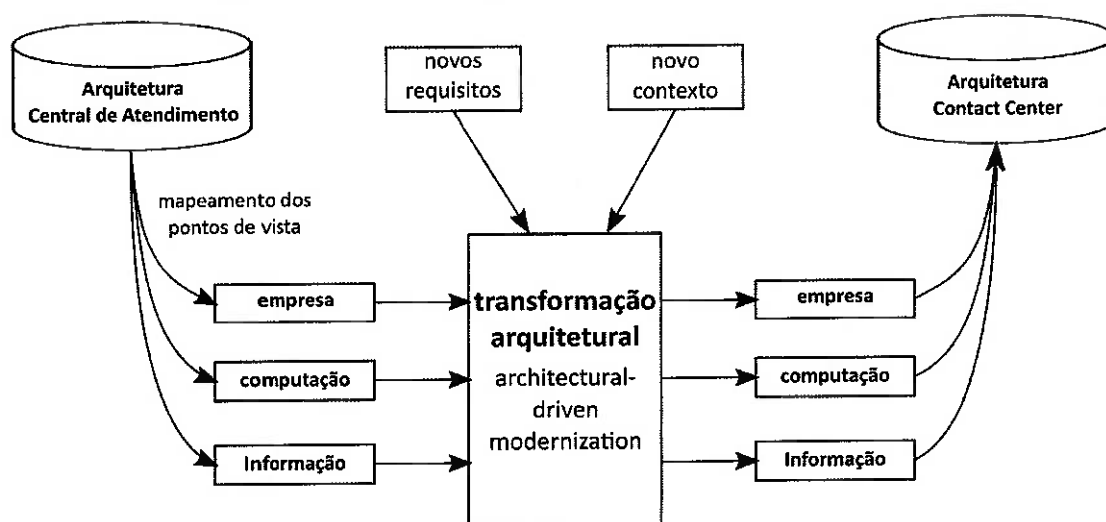 Arquitetura
Central de Atendimento
novos
requisitos
novo
contexto
Arquitetura
Contact Center
mapeamento dos
pontos de vista
empresa
computação
Informação
transformação
arquitetural
architectural-
driven
modernization
empresa
computação
Informação